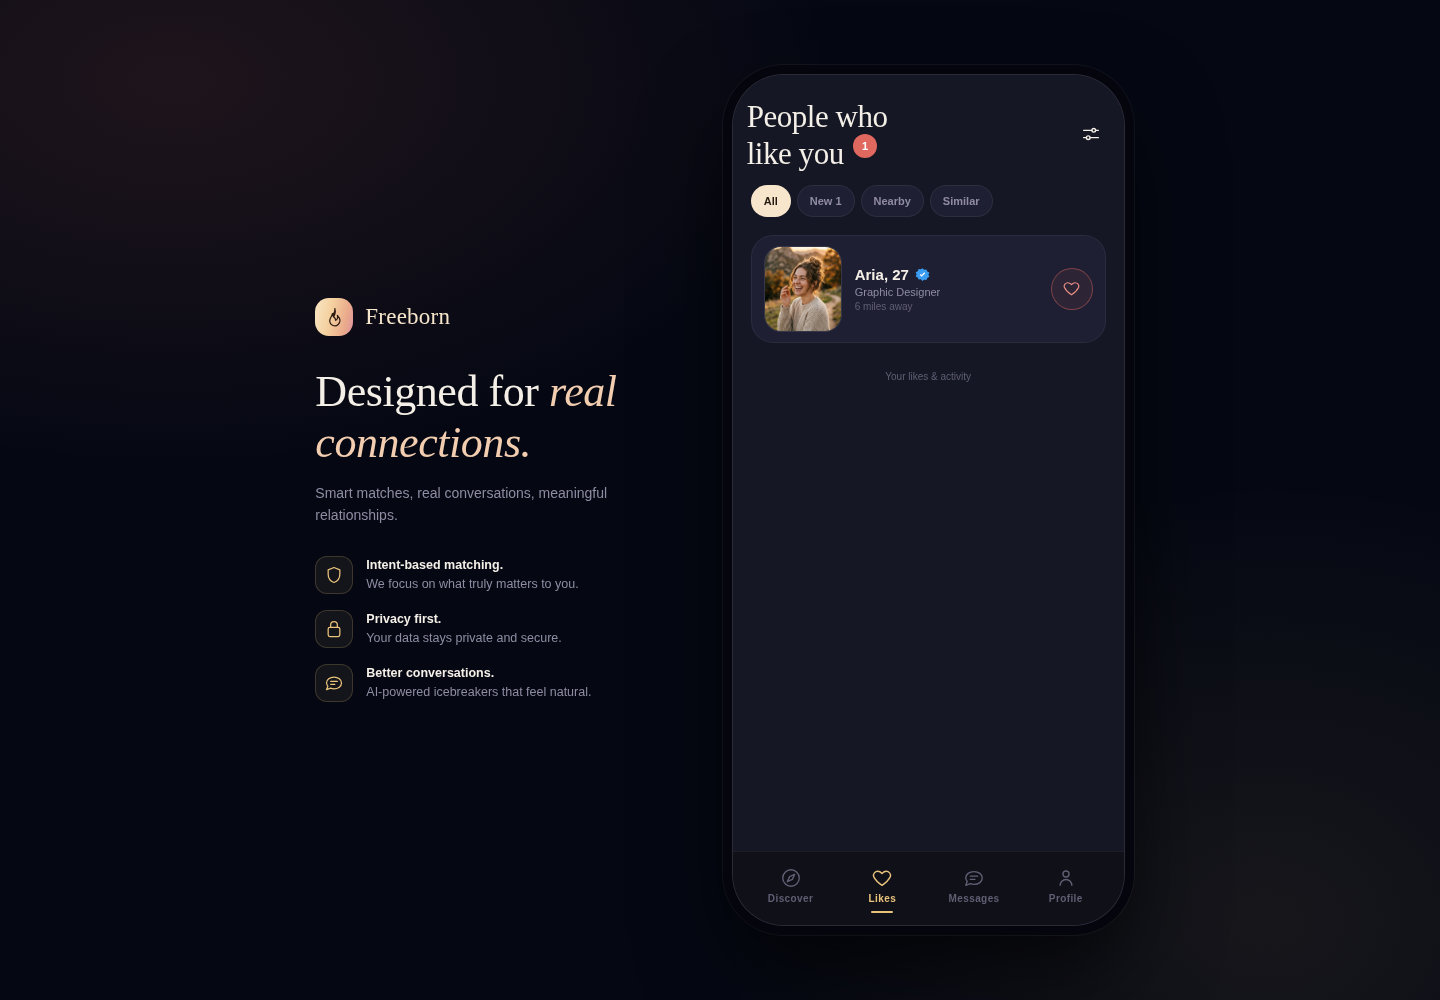 Freeborn
Designed for real
connections.
Smart matches, real conversations, meaningful
relationships.
Intent-based matching.
We focus on what truly matters to you.
Privacy first.
Your data stays private and secure.
Better conversations.
AI-powered icebreakers that feel natural.
People who
like you 1
All New 1 Nearby Similar
Aria, 27
Graphic Designer
6 miles away
Your likes & activity
Discover Likes Messages Profile